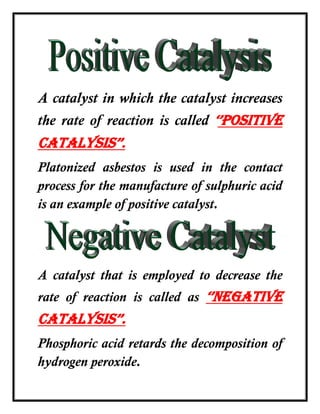 Positive Catalysis
A catalyst in which the catalyst increases
the rate of reaction is called “POSITIVE
CATALYSIS”.
Platonized asbestos is used in the contact
process for the manufacture of sulphuric acid
is an example of positive catalyst.
Negative Catalyst
A catalyst that is employed to decrease the
rate of reaction is called as “NEGATIVE
CATALYSIS”.
Phosphoric acid retards the decomposition of
hydrogen peroxide.